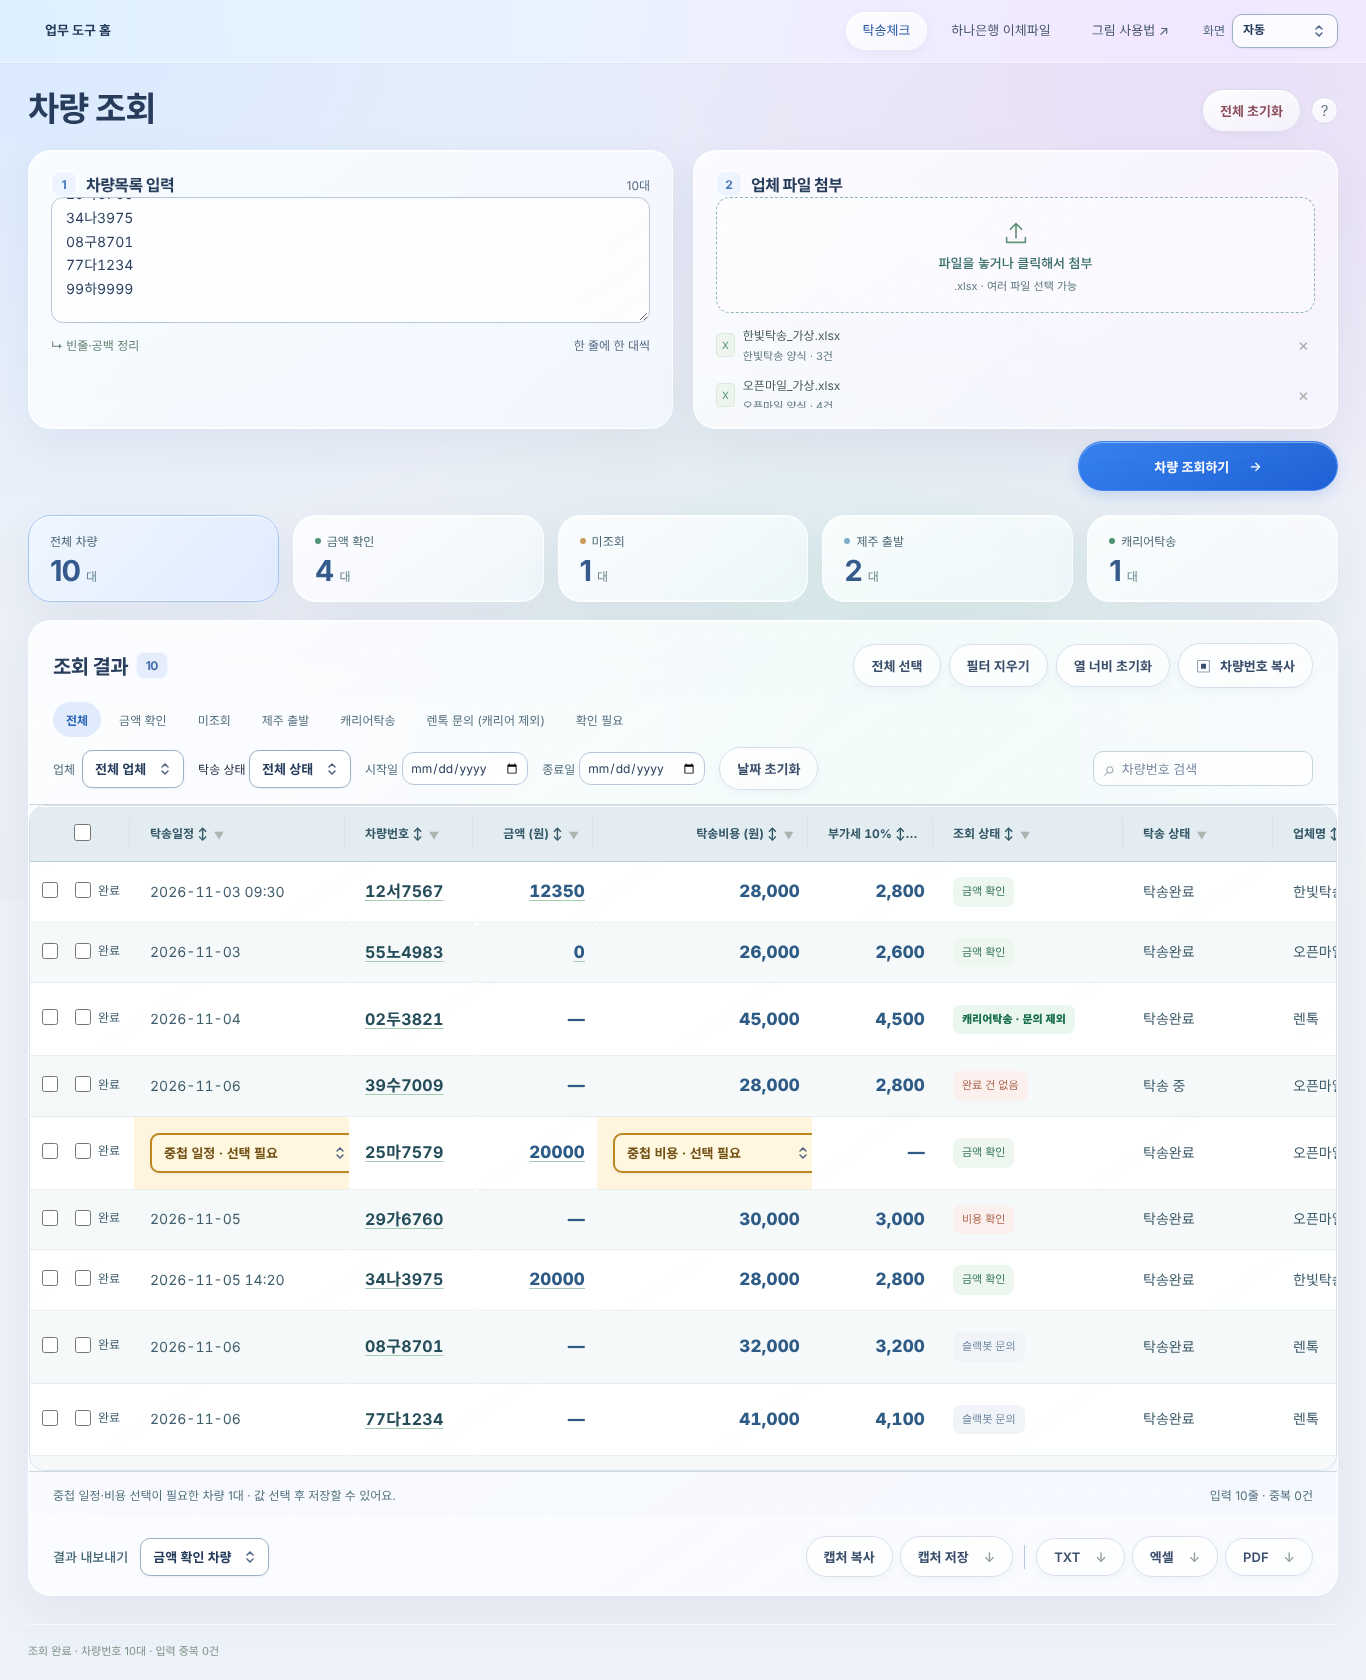 업무 도구 홈
탁송체크 하나은행 이체파일 그림 사용법 ↗ 화면 자동
차량 조회
전체 초기화 ?
1 차량목록 입력 10대
34나3975
08구8701
77다1234
99하9999
↳ 빈줄·공백 정리 한 줄에 한 대씩
2 업체 파일 첨부
파일을 놓거나 클릭해서 첨부
.xlsx · 여러 파일 선택 가능
X 한빛탁송_가상.xlsx ×
한빛탁송 양식 · 3건
X 오픈마일_가상.xlsx ×
오픈마일 양식 · 4건
차량 조회하기 →
전체 차량
10 대
금액 확인
4 대
미조회
1 대
제주 출발
2 대
캐리어탁송
1 대
조회 결과 10
전체 선택 필터 지우기 열 너비 초기화 차량번호 복사
전체 금액 확인 미조회 제주 출발 캐리어탁송 렌톡 문의 (캐리어 제외) 확인 필요
업체 전체 업체 탁송 상태 전체 상태 시작일 mm/dd/yyyy 종료일 mm/dd/yyyy 날짜 초기화 차량번호 검색
탁송일정 ↕ ▼ 차량번호 ↕ ▼ 금액 (원) ↕ ▼ 탁송비용 (원) ↕ ▼ 부가세 10% ↕... 조회 상태 ↕ ▼ 탁송 상태 ▼ 업체명 ↕
완료 2026-11-03 09:30 12서7567 12350 28,000 2,800 금액 확인 탁송완료 한빛탁
완료 2026-11-03 55노4983 0 26,000 2,600 금액 확인 탁송완료 오픈마
완료 2026-11-04 02두3821 — 45,000 4,500 캐리어탁송 · 문의 제외 탁송완료 렌톡
완료 2026-11-06 39수7009 — 28,000 2,800 완료 건 없음 탁송 중 오픈마
완료 중첩 일정 · 선택 필요 25마7579 20000 중첩 비용 · 선택 필요 — 금액 확인 탁송완료 오픈마
완료 2026-11-05 29가6760 — 30,000 3,000 비용 확인 탁송완료 오픈마
완료 2026-11-05 14:20 34나3975 20000 28,000 2,800 금액 확인 탁송완료 한빛탁
완료 2026-11-06 08구8701 — 32,000 3,200 슬랙봇 문의 탁송완료 렌톡
완료 2026-11-06 77다1234 — 41,000 4,100 슬랙봇 문의 탁송완료 렌톡
중첩 일정·비용 선택이 필요한 차량 1대 · 값 선택 후 저장할 수 있어요. 입력 10줄 · 중복 0건
결과 내보내기 금액 확인 차량 캡처 복사 캡처 저장 ↓ TXT ↓ 엑셀 ↓ PDF ↓
조회 완료 · 차량번호 10대 · 입력 중복 0건